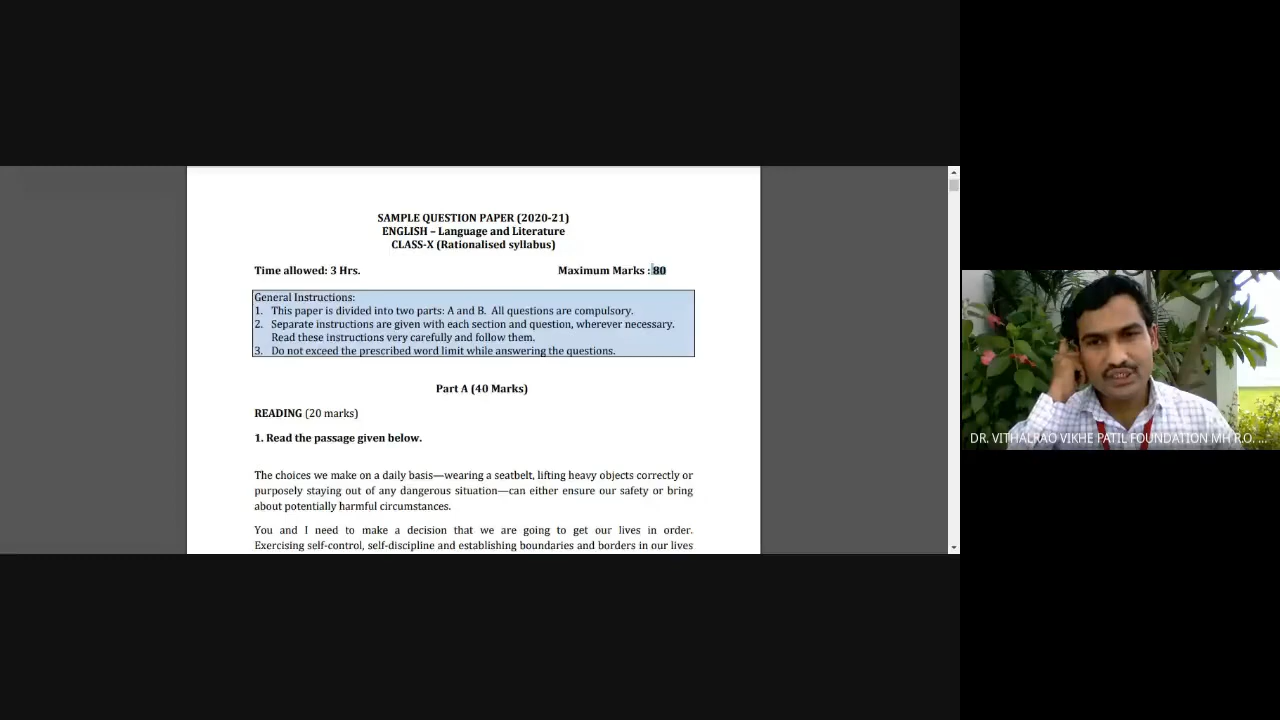 SAMPLE QUESTION PAPER (2020-21)
ENGLISH – Language and Literature
CLASS-X (Rationalised syllabus)
Time allowed: 3 Hrs. Maximum Marks : 80
General Instructions:
1. This paper is divided into two parts: A and B. All questions are compulsory.
2. Separate instructions are given with each section and question, wherever necessary.
Read these instructions very carefully and follow them.
3. Do not exceed the prescribed word limit while answering the questions.
Part A (40 Marks)
READING (20 marks)
1. Read the passage given below.
The choices we make on a daily basis—wearing a seatbelt, lifting heavy objects correctly or
purposely staying out of any dangerous situation—can either ensure our safety or bring
about potentially harmful circumstances.
You and I need to make a decision that we are going to get our lives in order.
Exercising self-control, self-discipline and establishing boundaries and borders in our lives
DR. VITHALRAO VIKHE PATIL FOUNDATION MH R.O. ...